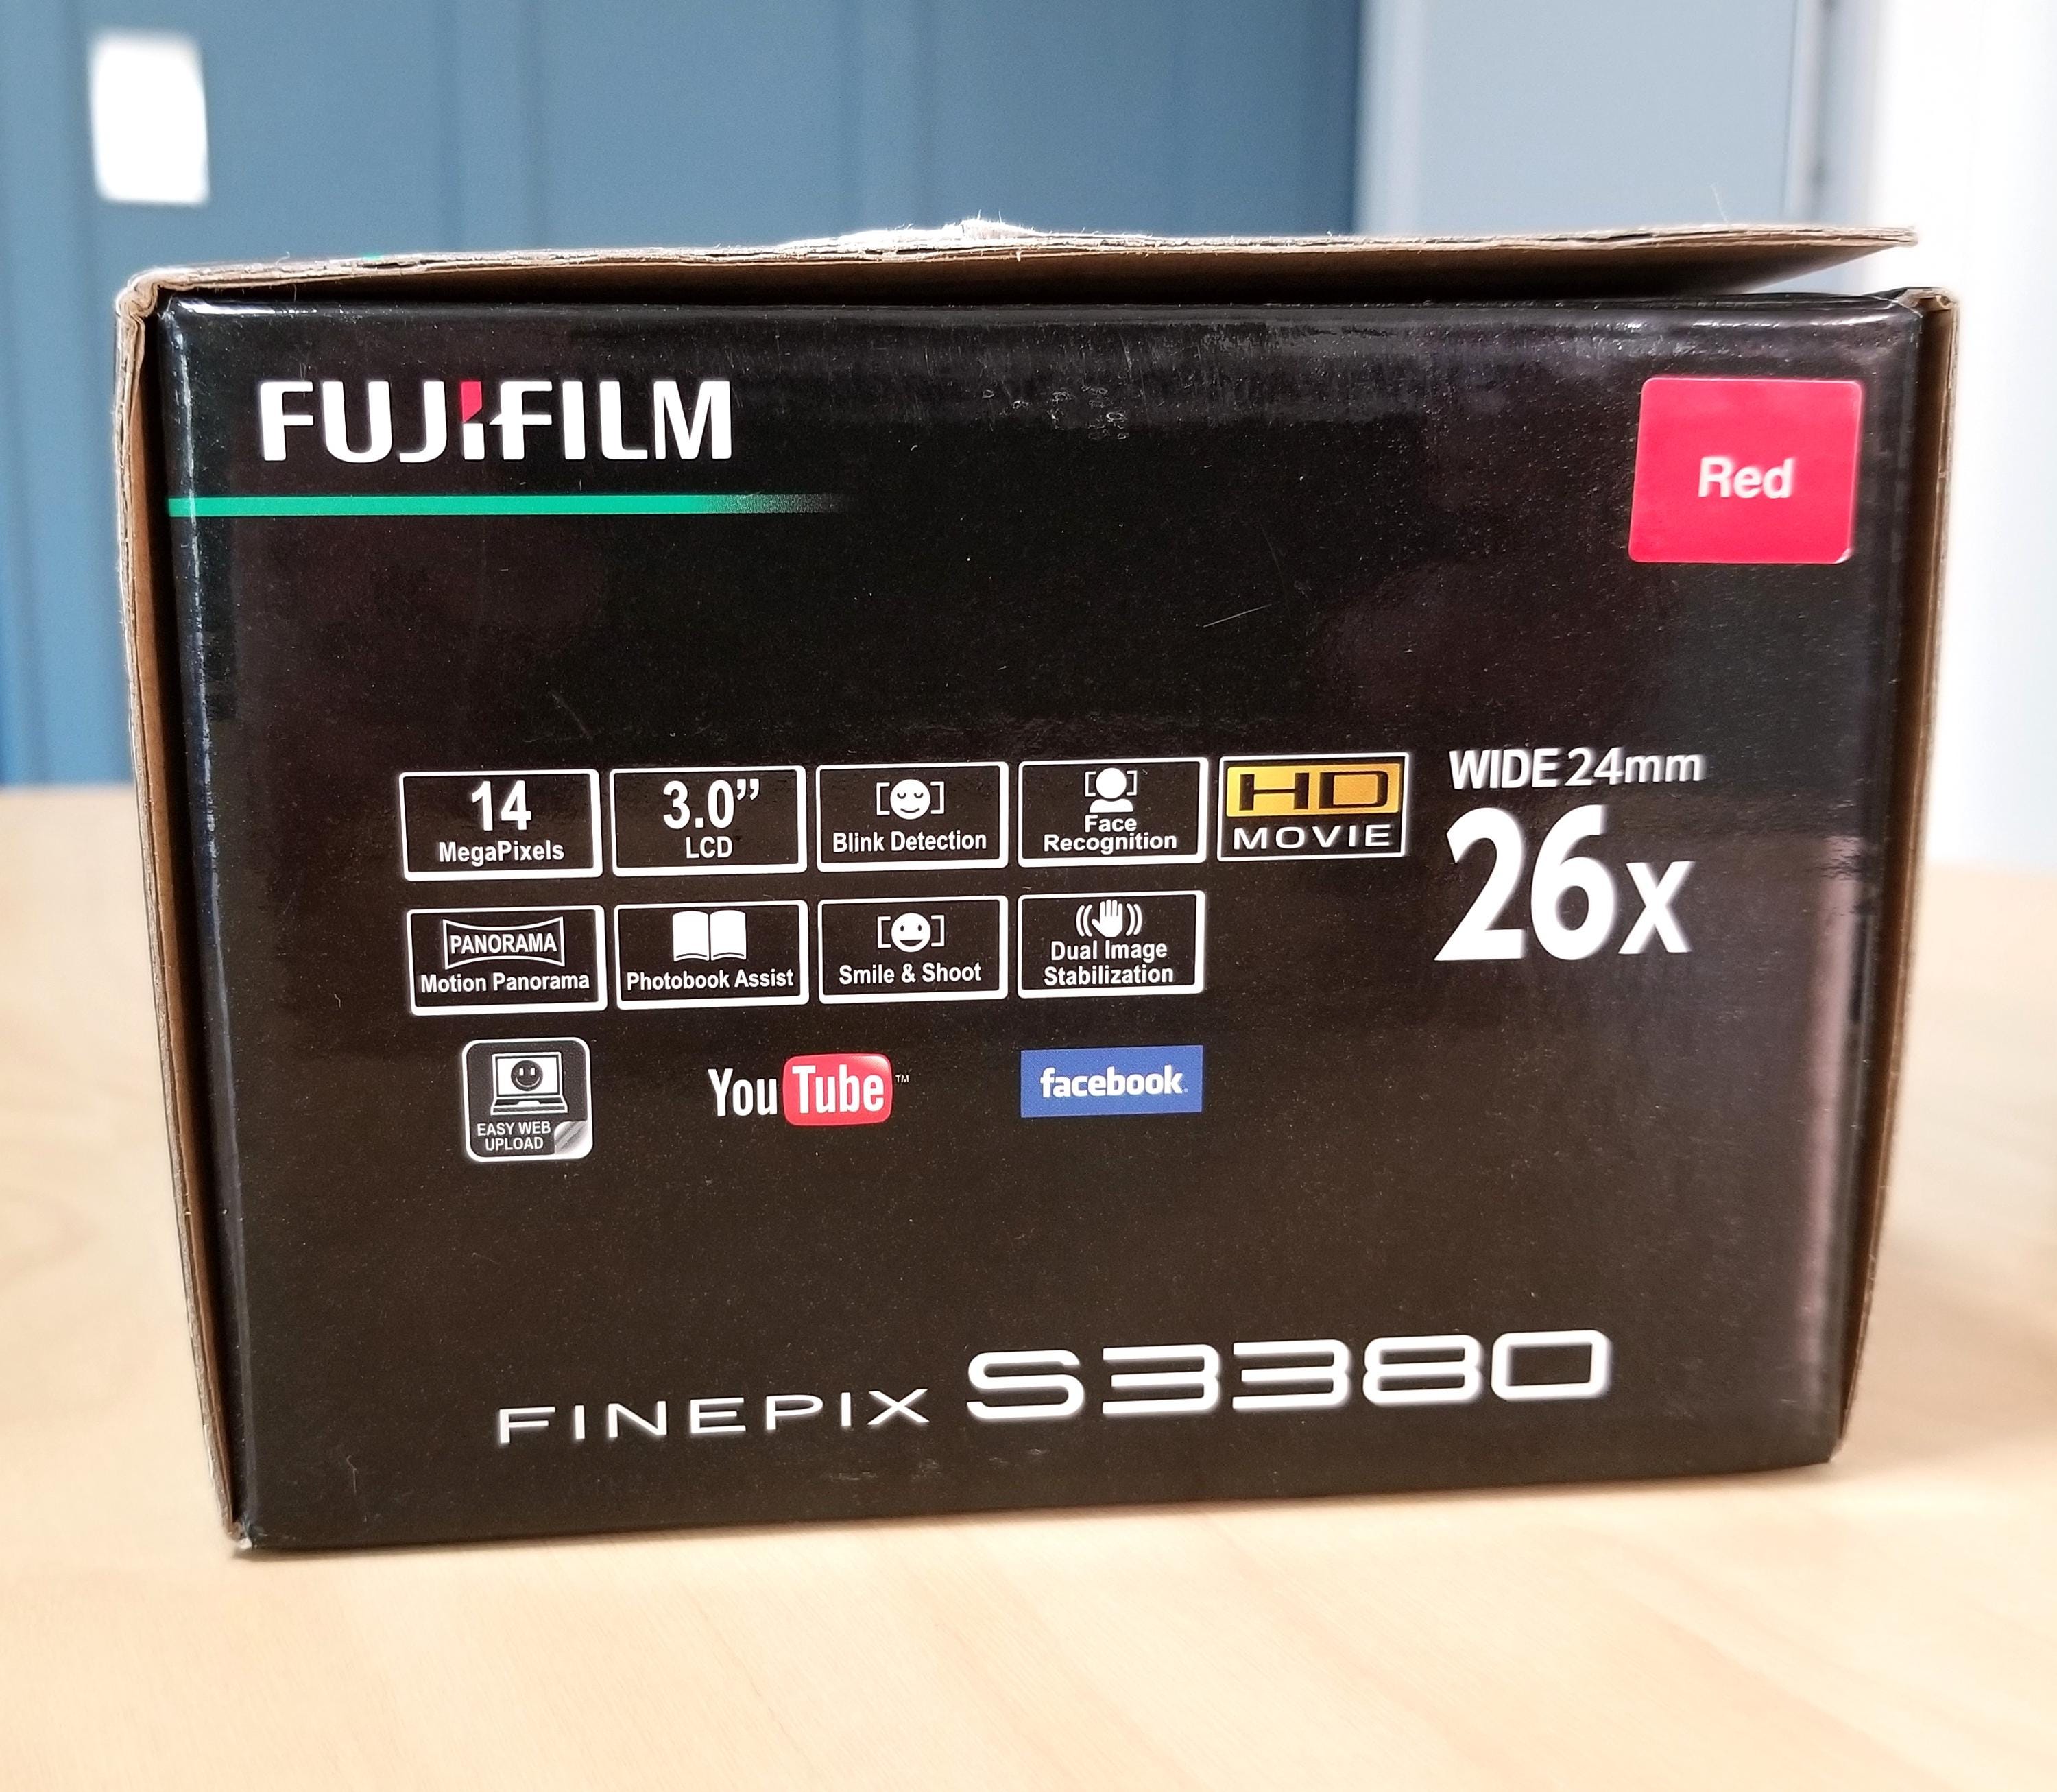 FUJIFILM
Red
14
MegaPixels
3.0”
LCD
Blink Detection
Face
Recognition
HD
MOVIE
WIDE 24mm
26x
PANORAMA
Motion Panorama
Photobook Assist
Smile & Shoot
Dual Image
Stabilization
EASY WEB
UPLOAD
YouTube™
facebook
FINEPIX S3380